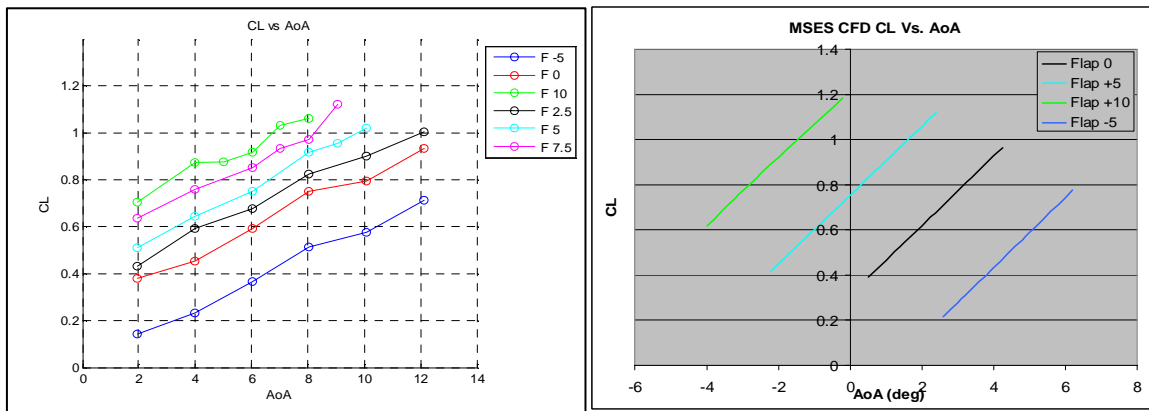 CL vs AoA
1.2
1
0.8
0.6
0.4
0.2
0
CL
0 2 4 6 8 10 12 14
AoA
F -5
F 0
F 10
F 2.5
F 5
F 7.5
MSES CFD CL Vs. AoA
1.4
1.2
1
0.8
0.6
0.4
0.2
0
CL
-6 -4 -2 0 2 4 6 8
AoA (deg)
Flap 0
Flap +5
Flap +10
Flap -5